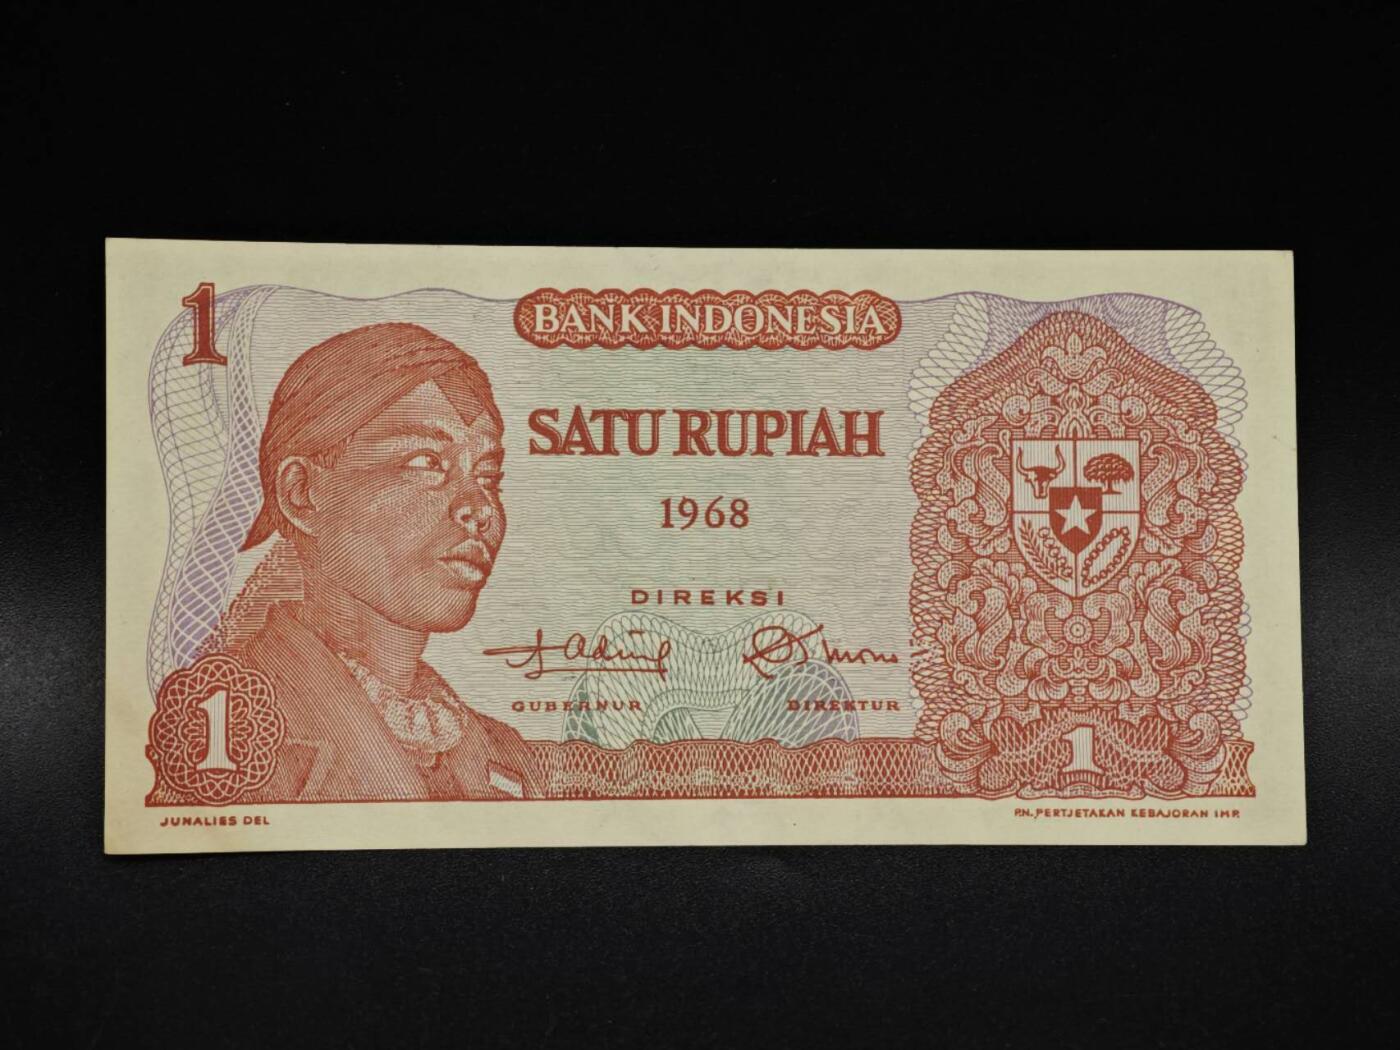 1
BANK INDONESIA
SATU RUPIAH
1968
DIREKSI
GUBERNUR
DIREKTUR
1
1
JUNALIES DEL
P.N. PERTJETAKAN KEBAJORAN IMP.